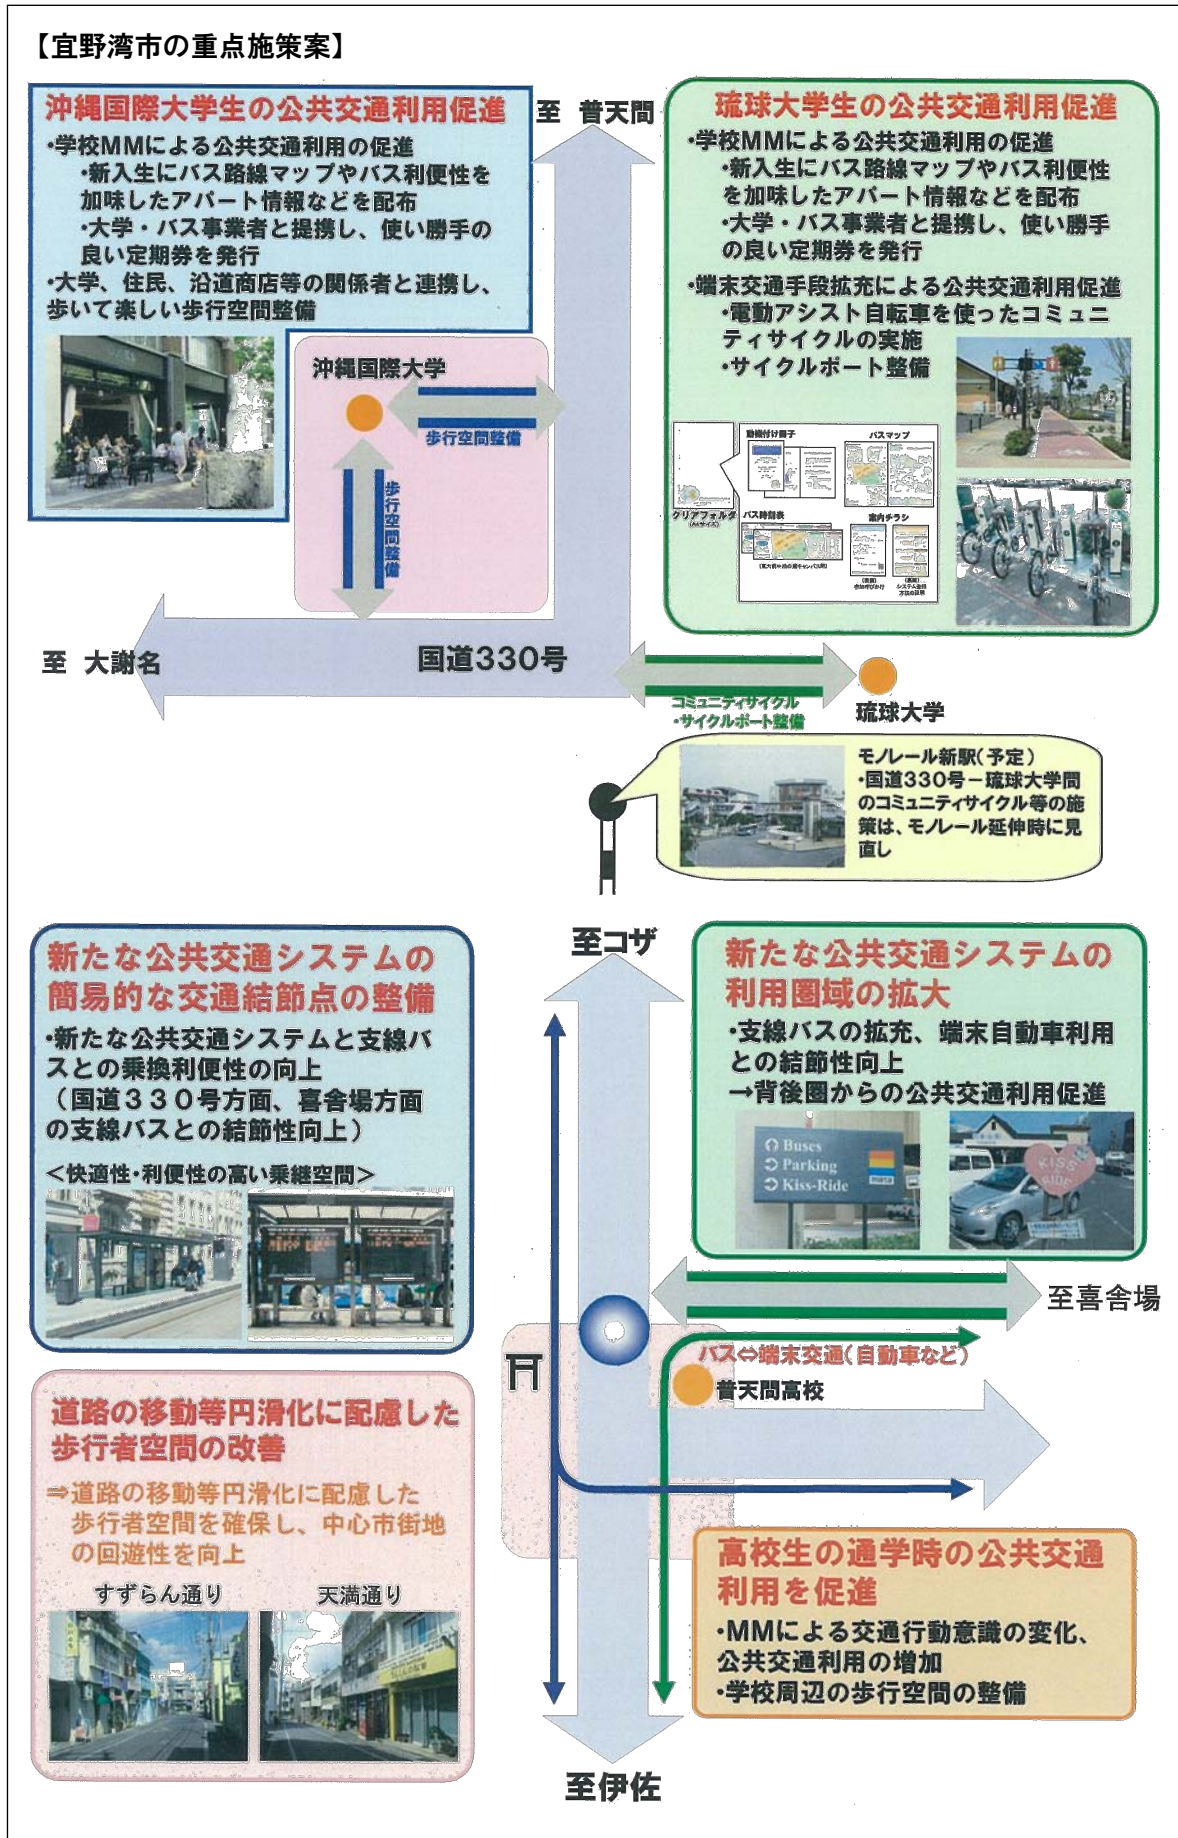 【宜野湾市の重点施策案】
沖縄国際大学生の公共交通利用促進
・学校MMによる公共交通利用の促進
・新入生にバス路線マップやバス利便性を
加味したアパート情報などを配布
・大学・バス事業者と提携し、使い勝手の
良い定期券を発行
・大学、住民、沿道商店等の関係者と連携し、
歩いて楽しい歩行空間整備
至 普天間
琉球大学生の公共交通利用促進
・学校MMによる公共交通利用の促進
・新入生にバス路線マップやバス利便性
を加味したアパート情報などを配布
・大学・バス事業者と提携し、使い勝手
の良い定期券を発行
・端末交通手段拡充による公共交通利用促進
・電動アシスト自転車を使ったコミュニ
ティサイクルの実施
・サイクルポート整備
動機付け冊子
バスマップ
クリアフォルダ
(A4サイズ)
バス時刻表
案内チラシ
沖縄国際大学
歩行空間整備
歩行空間整備
至 大謝名
国道330号
コミュニティサイクル
・サイクルポート整備
琉球大学
モノレール新駅(予定)
・国道330号－琉球大学間
のコミュニティサイクル等の施
策は、モノレール延伸時に見
直し
新たな公共交通システムの
簡易的な交通結節点の整備
・新たな公共交通システムと支線バ
スとの乗換利便性の向上
(国道330号方面、喜舎場方面
の支線バスとの結節性向上)
<快適性・利便性の高い乗継空間>
至コザ
新たな公共交通システムの
利用圏域の拡大
・支線バスの拡充、端末自動車利用
との結節性向上
→背後圏からの公共交通利用促進
Buses
Parking
Kiss-Ride
KISS
RIDE
至喜舎場
バス⇔端末交通(自動車など)
普天間高校
道路の移動等円滑化に配慮した
歩行者空間の改善
⇒道路の移動等円滑化に配慮した
歩行者空間を確保し、中心市街地
の回遊性を向上
すずらん通り
天満通り
高校生の通学時の公共交通
利用を促進
・MMによる交通行動意識の変化、
公共交通利用の増加
・学校周辺の歩行空間の整備
至伊佐